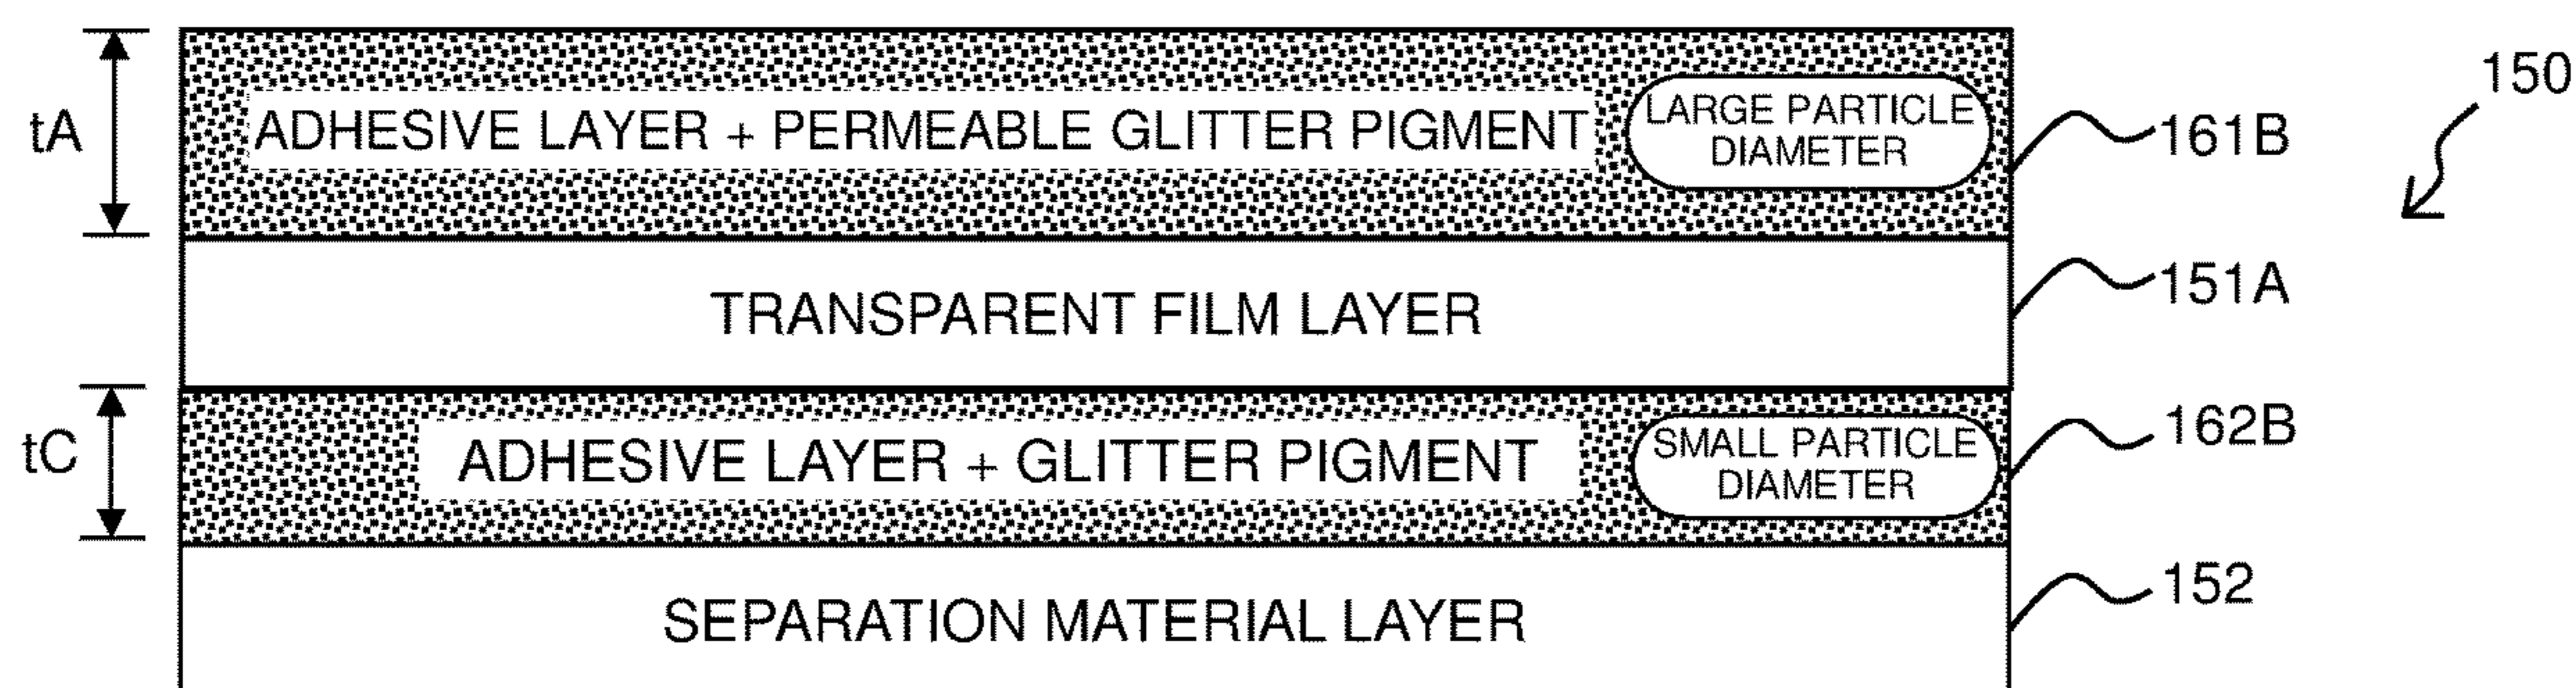 150
tA
ADHESIVE LAYER + PERMEABLE GLITTER PIGMENT
LARGE PARTICLE
DIAMETER
161B
TRANSPARENT FILM LAYER
151A
tC
ADHESIVE LAYER + GLITTER PIGMENT
SMALL PARTICLE
DIAMETER
162B
SEPARATION MATERIAL LAYER
152